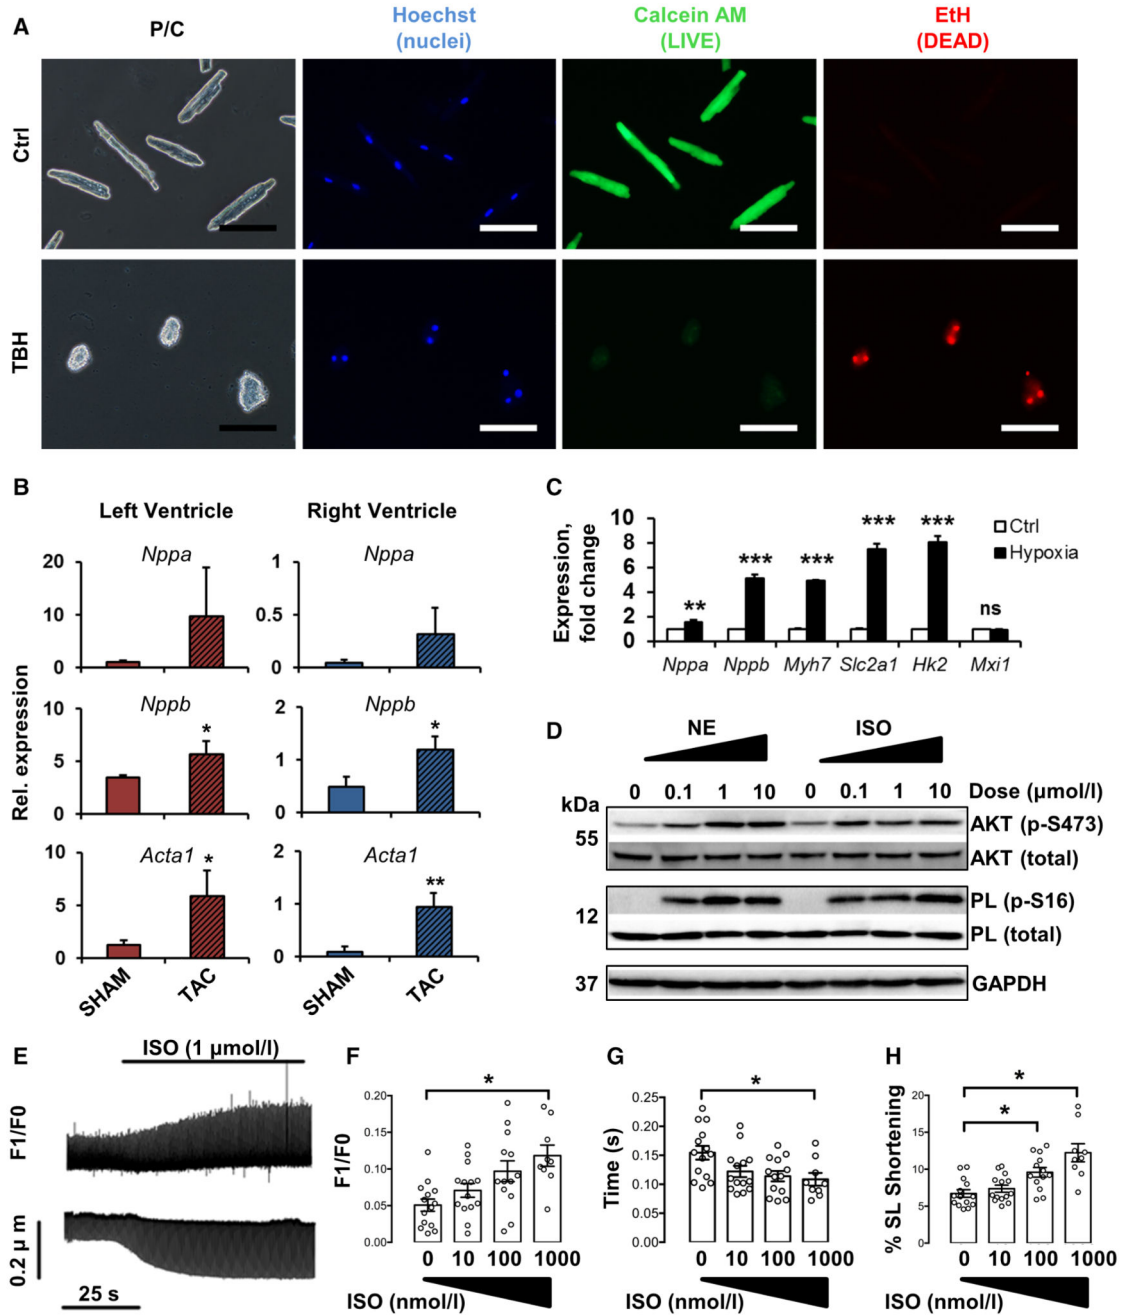 A
P/C
Hoechst
(nuclei)
Calcein AM
(LIVE)
EtH
(DEAD)
Ctrl
TBH
B
Left Ventricle
Right Ventricle
Rel. expression
Nppa
20
10
0
Nppa
1
0.5
0
Nppb
10
5
0
*
Nppb
2
1
0
*
Acta1
10
5
0
*
Acta1
2
1
0
**
SHAM
TAC
SHAM
TAC
C
Expression,
fold change
10
8
6
4
2
0
** *** *** *** *** ns
Ctrl
Hypoxia
Nppa Nppb Myh7 Slc2a1 Hk2 Mxi1
D
NE
ISO
0 0.1 1 10 0 0.1 1 10 Dose (µmol/l)
kDa
55
AKT (p-S473)
AKT (total)
12
PL (p-S16)
PL (total)
37
GAPDH
E
ISO (1 µmol/l)
F1/F0
0.2 µm
25 s
F
F1/F0
0.20
0.15
0.10
0.05
0.00
*
0 10 100 1000
ISO (nmol/l)
G
Time (s)
0.25
0.20
0.15
0.10
0.05
0.00
*
0 10 100 1000
ISO (nmol/l)
H
% SL Shortening
20
15
10
5
0
*
*
0 10 100 1000
ISO (nmol/l)